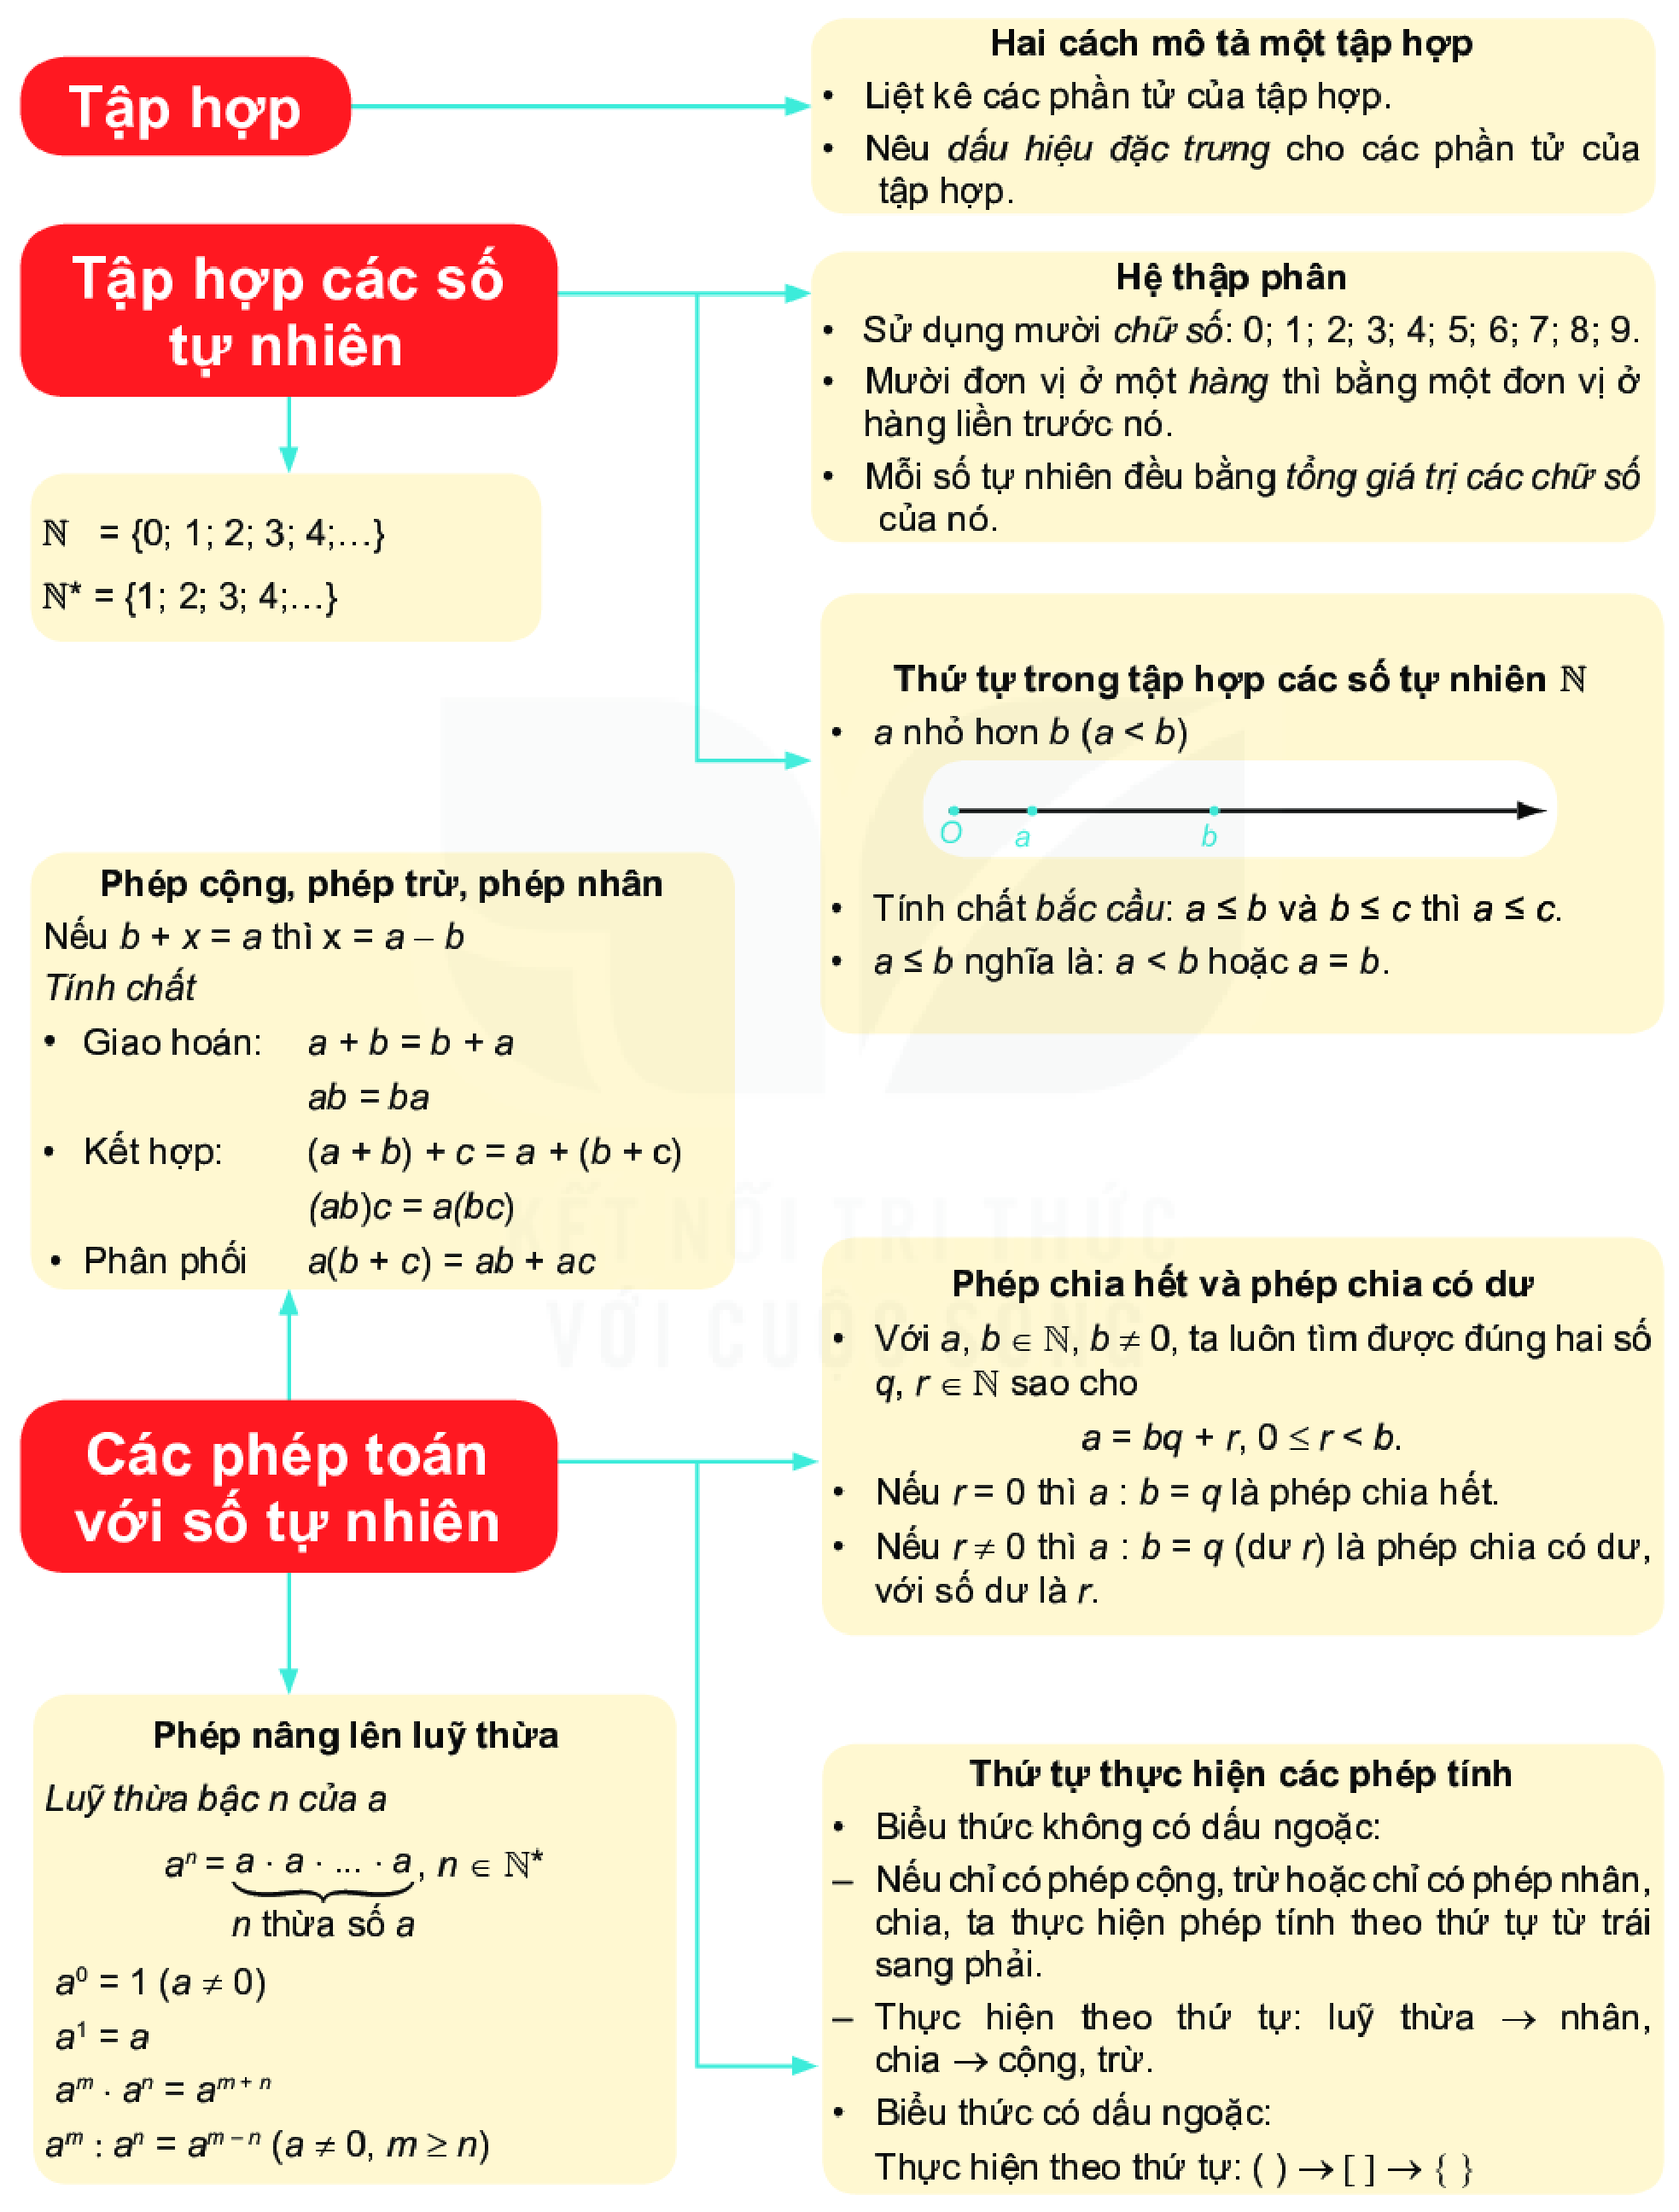 Tập hợp
Hai cách mô tả một tập hợp
• Liệt kê các phần tử của tập hợp.
• Nêu dấu hiệu đặc trưng cho các phần tử của
tập hợp.
Tập hợp các số
tự nhiên
ℕ = {0; 1; 2; 3; 4;…}
ℕ* = {1; 2; 3; 4;…}
Hệ thập phân
• Sử dụng mười chữ số: 0; 1; 2; 3; 4; 5; 6; 7; 8; 9.
• Mười đơn vị ở một hàng thì bằng một đơn vị ở
hàng liền trước nó.
• Mỗi số tự nhiên đều bằng tổng giá trị các chữ số
của nó.
Thứ tự trong tập hợp các số tự nhiên ℕ
• a nhỏ hơn b (a < b)
O a b
• Tính chất bắc cầu: a ≤ b và b ≤ c thì a ≤ c.
• a ≤ b nghĩa là: a < b hoặc a = b.
Phép cộng, phép trừ, phép nhân
Nếu b + x = a thì x = a – b
Tính chất
• Giao hoán: a + b = b + a
ab = ba
• Kết hợp: (a + b) + c = a + (b + c)
(ab)c = a(bc)
• Phân phối a(b + c) = ab + ac
KẾT NỐI TRI THỨC
VỚI CUỘC SỐNG
Các phép toán
với số tự nhiên
Phép chia hết và phép chia có dư
• Với a, b ∈ ℕ, b ≠ 0, ta luôn tìm được đúng hai số
q, r ∈ ℕ sao cho
a = bq + r, 0 ≤ r < b.
• Nếu r = 0 thì a : b = q là phép chia hết.
• Nếu r ≠ 0 thì a : b = q (dư r) là phép chia có dư,
với số dư là r.
Phép nâng lên luỹ thừa
Luỹ thừa bậc n của a
aⁿ = a · a · ... · a, n ∈ ℕ*
n thừa số a
a⁰ = 1 (a ≠ 0)
a¹ = a
aᵐ · aⁿ = aᵐ⁺ⁿ
aᵐ : aⁿ = aᵐ⁻ⁿ (a ≠ 0, m ≥ n)
Thứ tự thực hiện các phép tính
• Biểu thức không có dấu ngoặc:
– Nếu chỉ có phép cộng, trừ hoặc chỉ có phép nhân,
chia, ta thực hiện phép tính theo thứ tự từ trái
sang phải.
– Thực hiện theo thứ tự: luỹ thừa → nhân,
chia → cộng, trừ.
• Biểu thức có dấu ngoặc:
Thực hiện theo thứ tự: ( ) → [ ] → { }